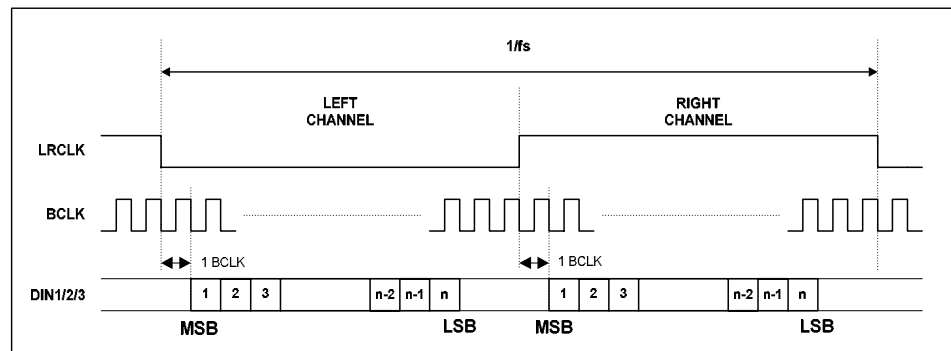 1/fs
LEFT
CHANNEL
RIGHT
CHANNEL
LRCLK
BCLK
1 BCLK
1 BCLK
DIN1/2/3
1 2 3 n-2 n-1 n 1 2 3 n-2 n-1 n
MSB LSB MSB LSB